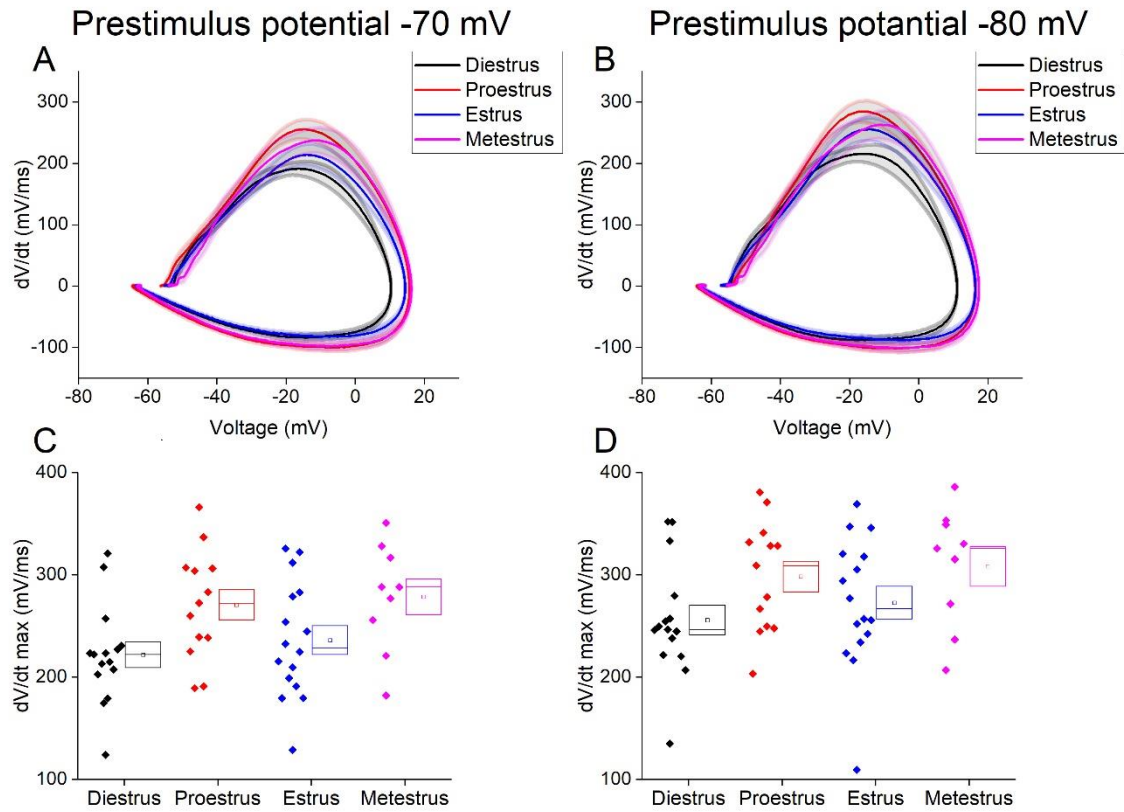 Prestimulus potential -70 mV
Prestimulus potantial -80 mV
A
Diestrus
Proestrus
Estrus
Metestrus
300
200
100
0
-100
dV/dt (mV/ms)
-80 -60 -40 -20 0 20
Voltage (mV)
B
Diestrus
Proestrus
Estrus
Metestrus
300
200
100
0
-100
dV/dt (mV/ms)
-80 -60 -40 -20 0 20
Voltage (mV)
C
400
300
200
100
dV/dt max (mV/ms)
Diestrus Proestrus Estrus Metestrus
D
400
300
200
100
dV/dt max (mV/ms)
Diestrus Proestrus Estrus Metestrus